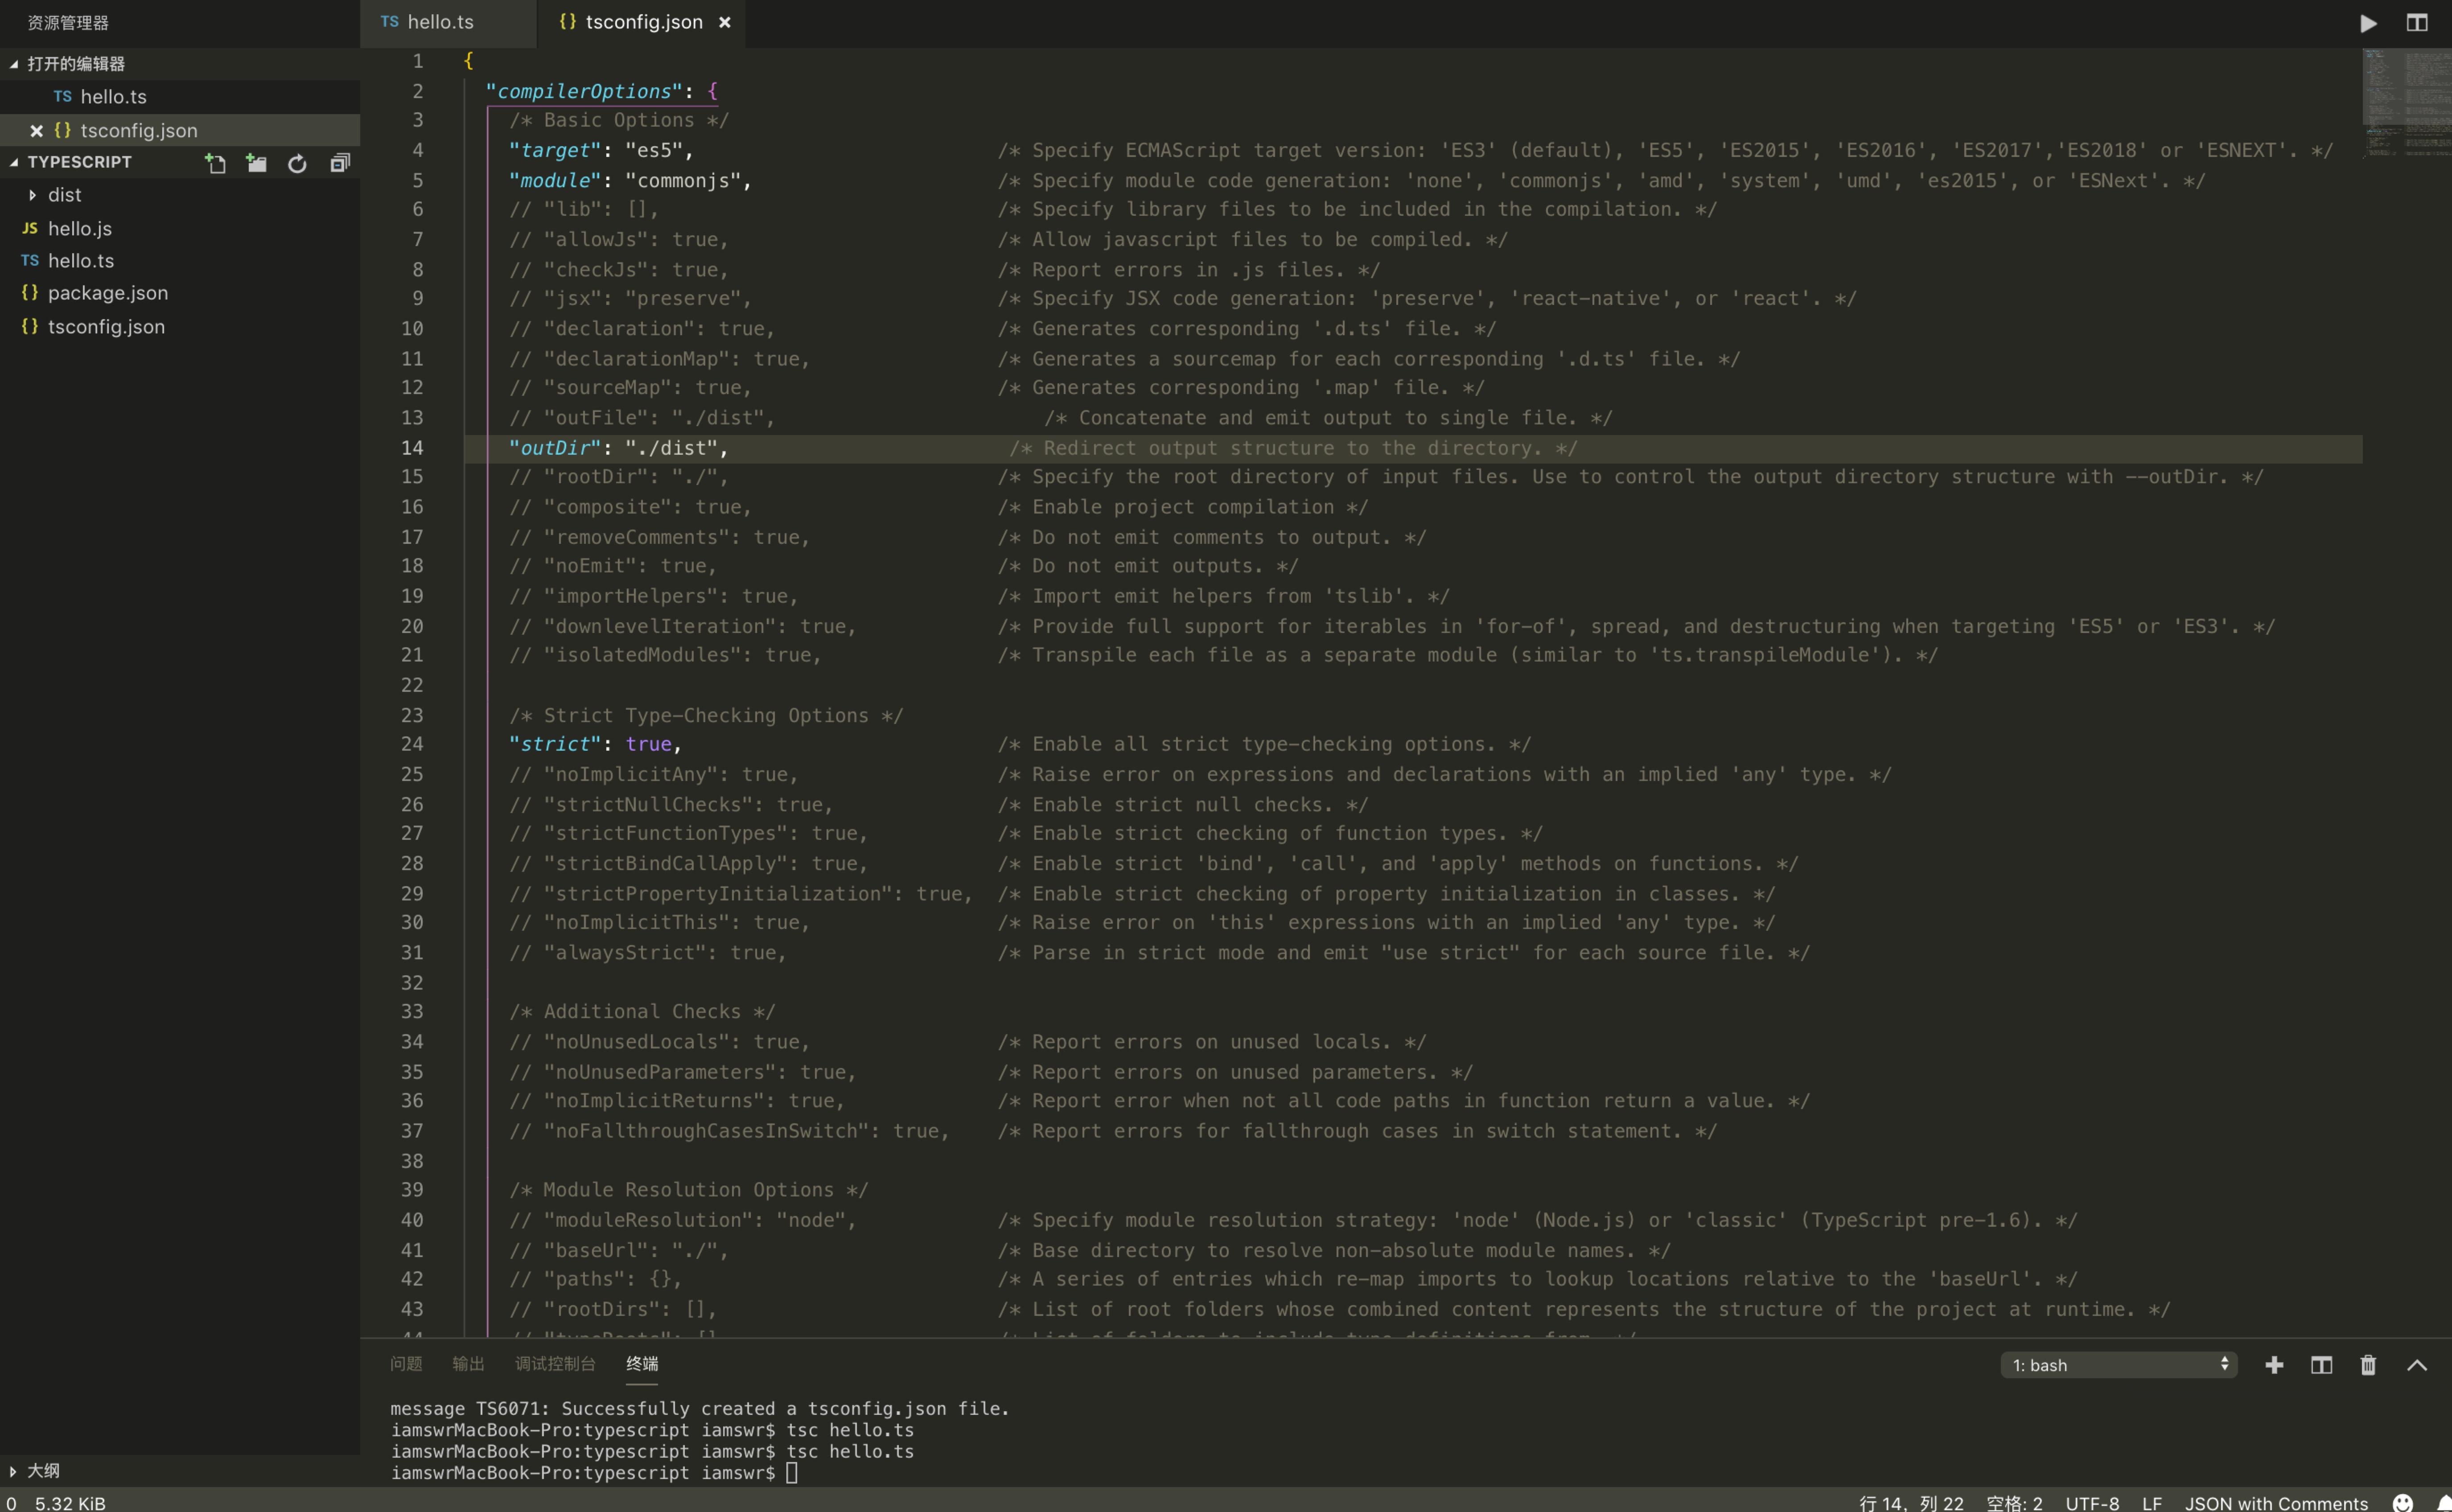 资源管理器
打开的编辑器
TS hello.ts
{} tsconfig.json
TYPESCRIPT
dist
JS hello.js
TS hello.ts
{} package.json
{} tsconfig.json
大纲
TS hello.ts {} tsconfig.json
1 {
2 "compilerOptions": {
3 /* Basic Options */
4 "target": "es5", /* Specify ECMAScript target version: 'ES3' (default), 'ES5', 'ES2015', 'ES2016', 'ES2017','ES2018' or 'ESNEXT'. */
5 "module": "commonjs", /* Specify module code generation: 'none', 'commonjs', 'amd', 'system', 'umd', 'es2015', or 'ESNext'. */
6 // "lib": [], /* Specify library files to be included in the compilation. */
7 // "allowJs": true, /* Allow javascript files to be compiled. */
8 // "checkJs": true, /* Report errors in .js files. */
9 // "jsx": "preserve", /* Specify JSX code generation: 'preserve', 'react-native', or 'react'. */
10 // "declaration": true, /* Generates corresponding '.d.ts' file. */
11 // "declarationMap": true, /* Generates a sourcemap for each corresponding '.d.ts' file. */
12 // "sourceMap": true, /* Generates corresponding '.map' file. */
13 // "outFile": "./dist", /* Concatenate and emit output to single file. */
14 "outDir": "./dist", /* Redirect output structure to the directory. */
15 // "rootDir": "./", /* Specify the root directory of input files. Use to control the output directory structure with --outDir. */
16 // "composite": true, /* Enable project compilation */
17 // "removeComments": true, /* Do not emit comments to output. */
18 // "noEmit": true, /* Do not emit outputs. */
19 // "importHelpers": true, /* Import emit helpers from 'tslib'. */
20 // "downlevelIteration": true, /* Provide full support for iterables in 'for-of', spread, and destructuring when targeting 'ES5' or 'ES3'. */
21 // "isolatedModules": true, /* Transpile each file as a separate module (similar to 'ts.transpileModule'). */
22
23 /* Strict Type-Checking Options */
24 "strict": true, /* Enable all strict type-checking options. */
25 // "noImplicitAny": true, /* Raise error on expressions and declarations with an implied 'any' type. */
26 // "strictNullChecks": true, /* Enable strict null checks. */
27 // "strictFunctionTypes": true, /* Enable strict checking of function types. */
28 // "strictBindCallApply": true, /* Enable strict 'bind', 'call', and 'apply' methods on functions. */
29 // "strictPropertyInitialization": true, /* Enable strict checking of property initialization in classes. */
30 // "noImplicitThis": true, /* Raise error on 'this' expressions with an implied 'any' type. */
31 // "alwaysStrict": true, /* Parse in strict mode and emit "use strict" for each source file. */
32
33 /* Additional Checks */
34 // "noUnusedLocals": true, /* Report errors on unused locals. */
35 // "noUnusedParameters": true, /* Report errors on unused parameters. */
36 // "noImplicitReturns": true, /* Report error when not all code paths in function return a value. */
37 // "noFallthroughCasesInSwitch": true, /* Report errors for fallthrough cases in switch statement. */
38
39 /* Module Resolution Options */
40 // "moduleResolution": "node", /* Specify module resolution strategy: 'node' (Node.js) or 'classic' (TypeScript pre-1.6). */
41 // "baseUrl": "./", /* Base directory to resolve non-absolute module names. */
42 // "paths": {}, /* A series of entries which re-map imports to lookup locations relative to the 'baseUrl'. */
43 // "rootDirs": [], /* List of root folders whose combined content represents the structure of the project at runtime. */
问题 输出 调试控制台 终端 1: bash
message TS6071: Successfully created a tsconfig.json file.
iamswrMacBook-Pro:typescript iamswr$ tsc hello.ts
iamswrMacBook-Pro:typescript iamswr$ tsc hello.ts
iamswrMacBook-Pro:typescript iamswr$
0 5.32 KiB 行 14，列 22 空格: 2 UTF-8 LF JSON with Comments